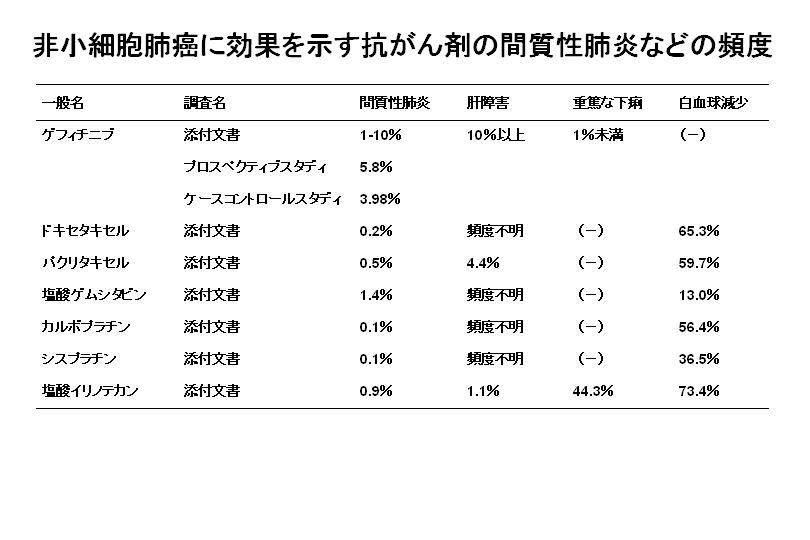 非小細胞肺癌に効果を示す抗がん剤の間質性肺炎などの頻度
一般名 調査名 間質性肺炎 肝障害 重篤な下痢 白血球減少
ゲフィチニブ 添付文書 1-10% 10%以上 1%未満 （－）
プロスペクティブスタディ 5.8%
ケースコントロールスタディ 3.98%
ドキセタキセル 添付文書 0.2% 頻度不明 （－） 65.3%
パクリタキセル 添付文書 0.5% 4.4% （－） 59.7%
塩酸ゲムシタビン 添付文書 1.4% 頻度不明 （－） 13.0%
カルボプラチン 添付文書 0.1% 頻度不明 （－） 56.4%
シスプラチン 添付文書 0.1% 頻度不明 （－） 36.5%
塩酸イリノテカン 添付文書 0.9% 1.1% 44.3% 73.4%